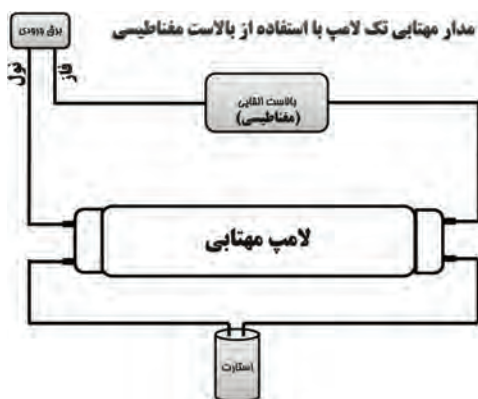 مدار مهتابی تک لامپ با استفاده از بالاست مغناطیسی
برق ورودی
نول
فاز
بالاست القایی
(مغناطیسی)
لامپ مهتابی
استارت